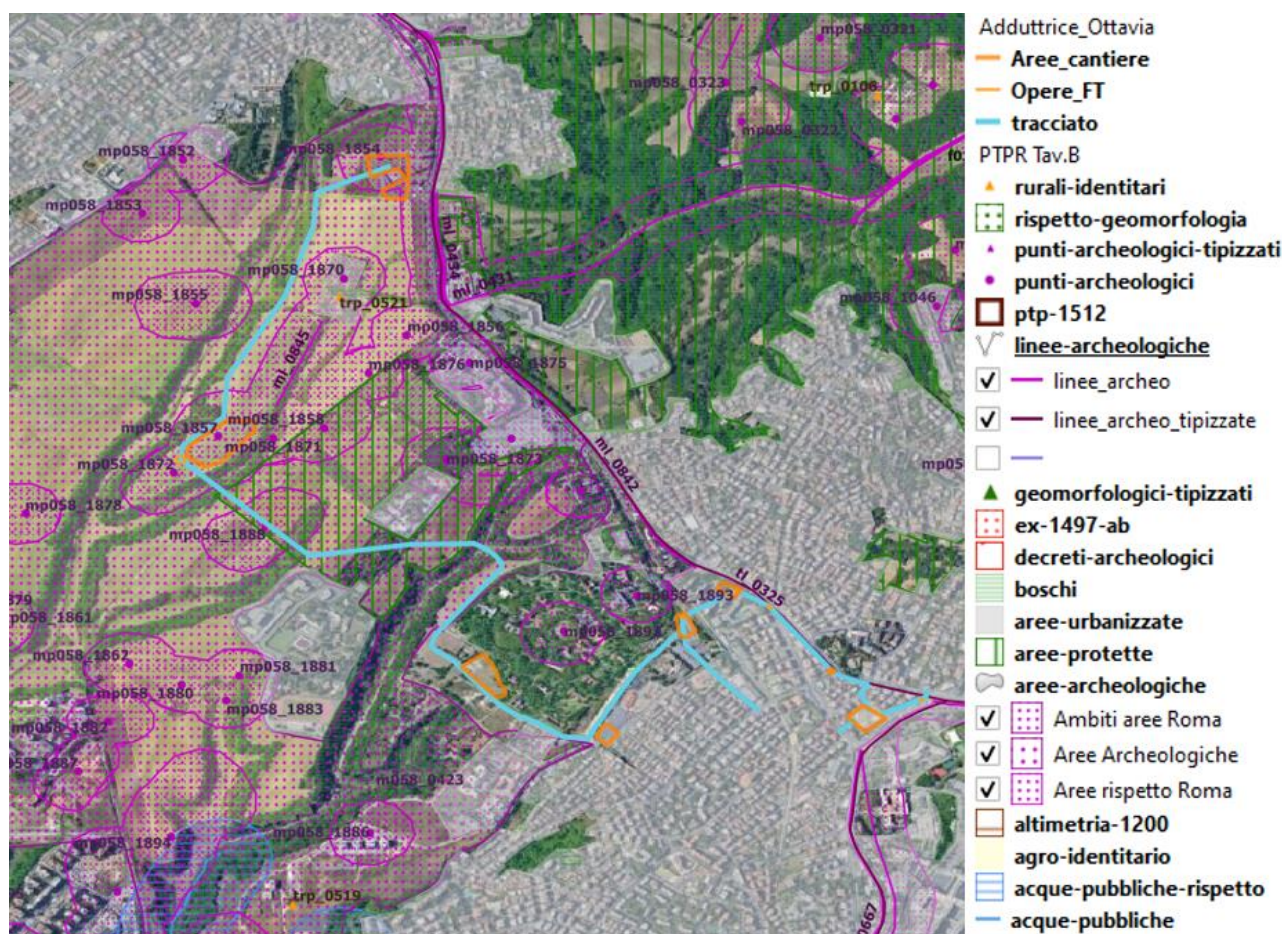 mp058_0321
mp058_0323
trp_0106
mp058_0322
mp058_1852
mp058_1854
mp058_1853
ml_0434
ml_0431
mp058_1870
mp058_1855
trp_0521
mp058_1046
mp058_1856
ml_0845
mp058_1876
mp058_1875
mp058_1858
mp058_1857
mp058_1871
mp058_1872
mp058_1873
ml_0842
mp058_1878
mp058_1888
tl_0325
mp058_1893
mp058_1861
mp058_1862
mp058_1881
mp058_1880
mp058_1883
mp058_1882
m058_0423
mp058_1886
mp058_1894
trp_0519
Adduttrice_Ottavia
Aree_cantiere
Opere_FT
tracciato
PTPR Tav.B
rurali-identitari
rispetto-geomorfologia
punti-archeologici-tipizzati
punti-archeologici
ptp-1512
linee-archeologiche
linee_archeo
linee_archeo_tipizzate
geomorfologici-tipizzati
ex-1497-ab
decreti-archeologici
boschi
aree-urbanizzate
aree-protette
aree-archeologiche
Ambiti aree Roma
Aree Archeologiche
Aree rispetto Roma
altimetria-1200
agro-identitario
acque-pubbliche-rispetto
acque-pubbliche